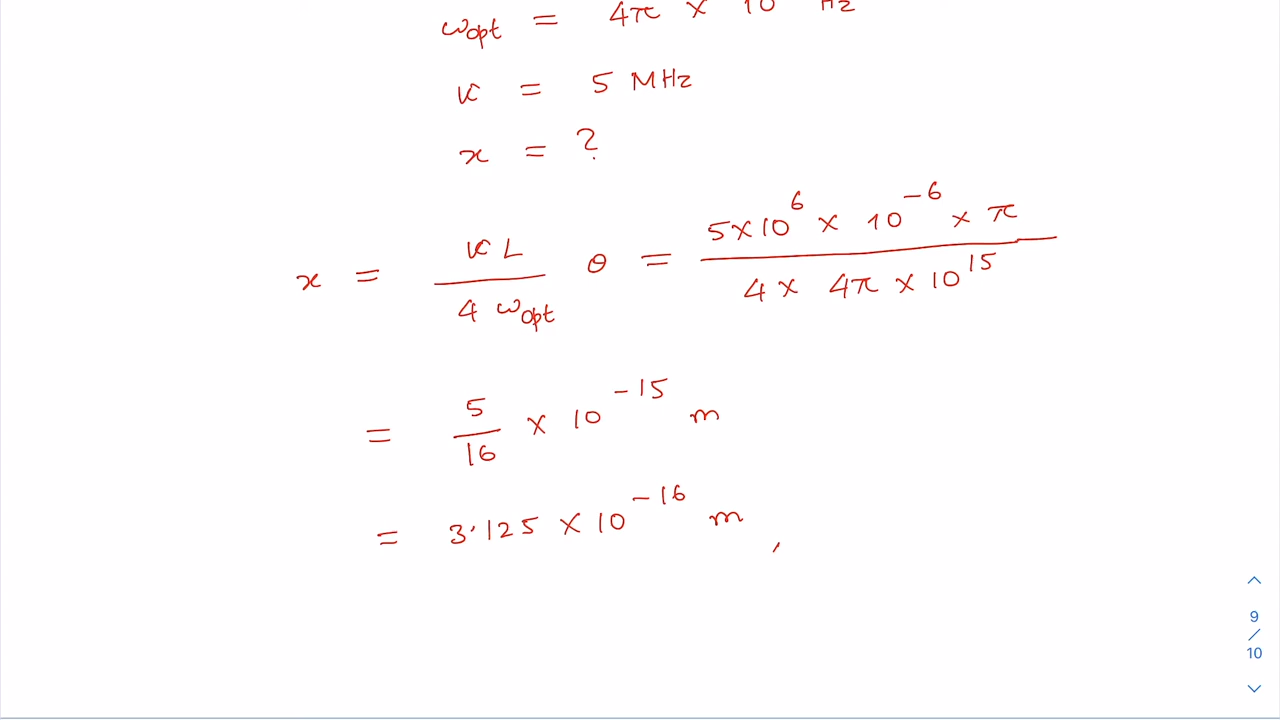 ω_opt = 4π × 10 Hz
κ = 5 MHz
x = ?
x = κL / 4 ω_opt θ = 5×10^6 × 10^-6 × π / 4 × 4π × 10^15
= 5/16 × 10^-15 m
= 3.125 × 10^-16 m
9
/
10